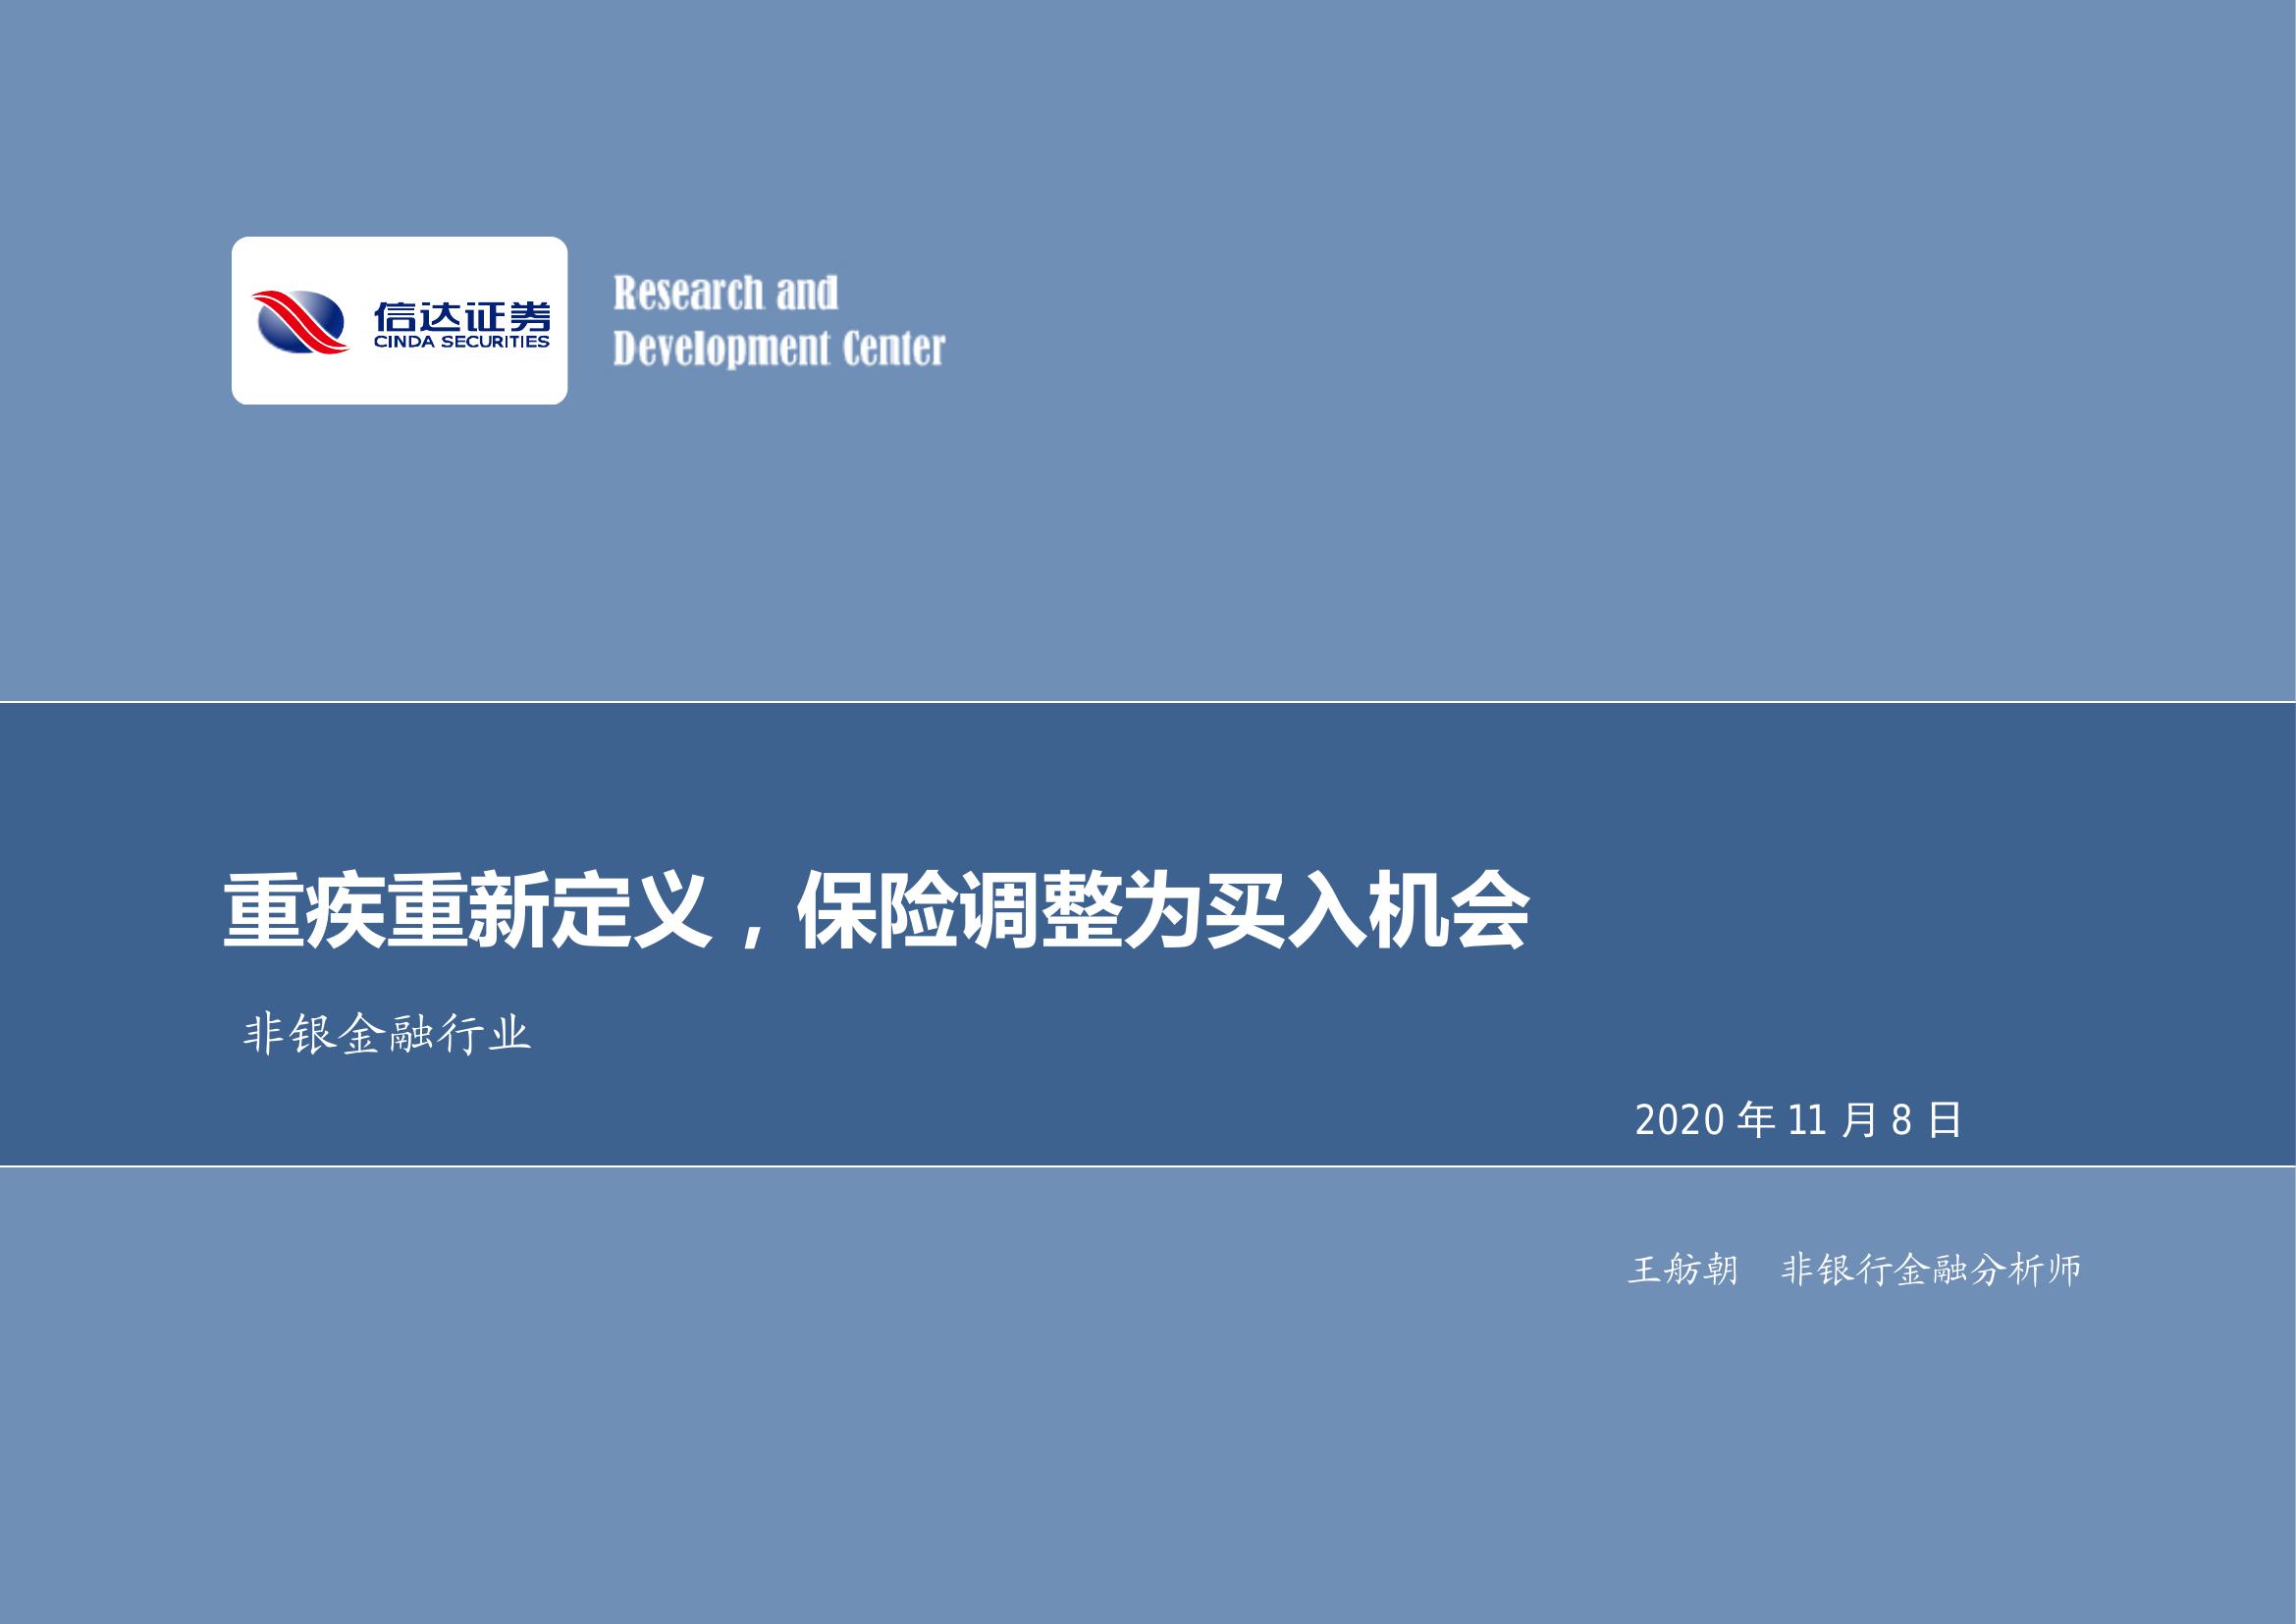 信达证券
CINDA SECURITIES
Research and
Development Center
重疾重新定义，保险调整为买入机会
非银金融行业
2020 年 11 月 8 日
王舫朝 非银行金融分析师